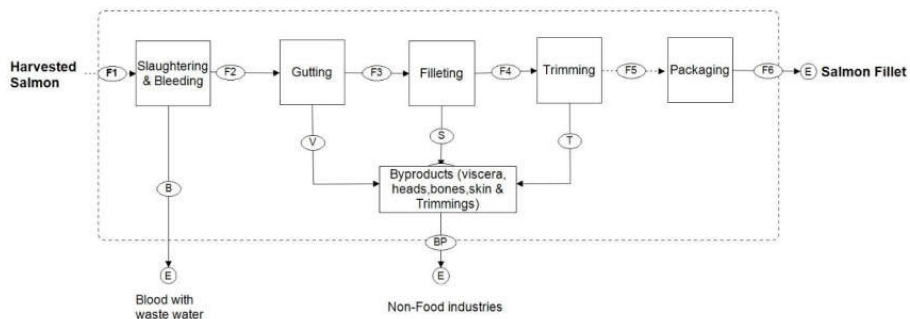 Harvested
Salmon
F1
Slaughtering
& Bleeding
F2
Gutting
F3
Filleting
F4
Trimming
F5
Packaging
F6
E
Salmon Fillet
V
S
T
B
Byproducts (viscera,
heads,bones,skin &
Trimmings)
BP
E
E
Blood with
waste water
Non-Food industries